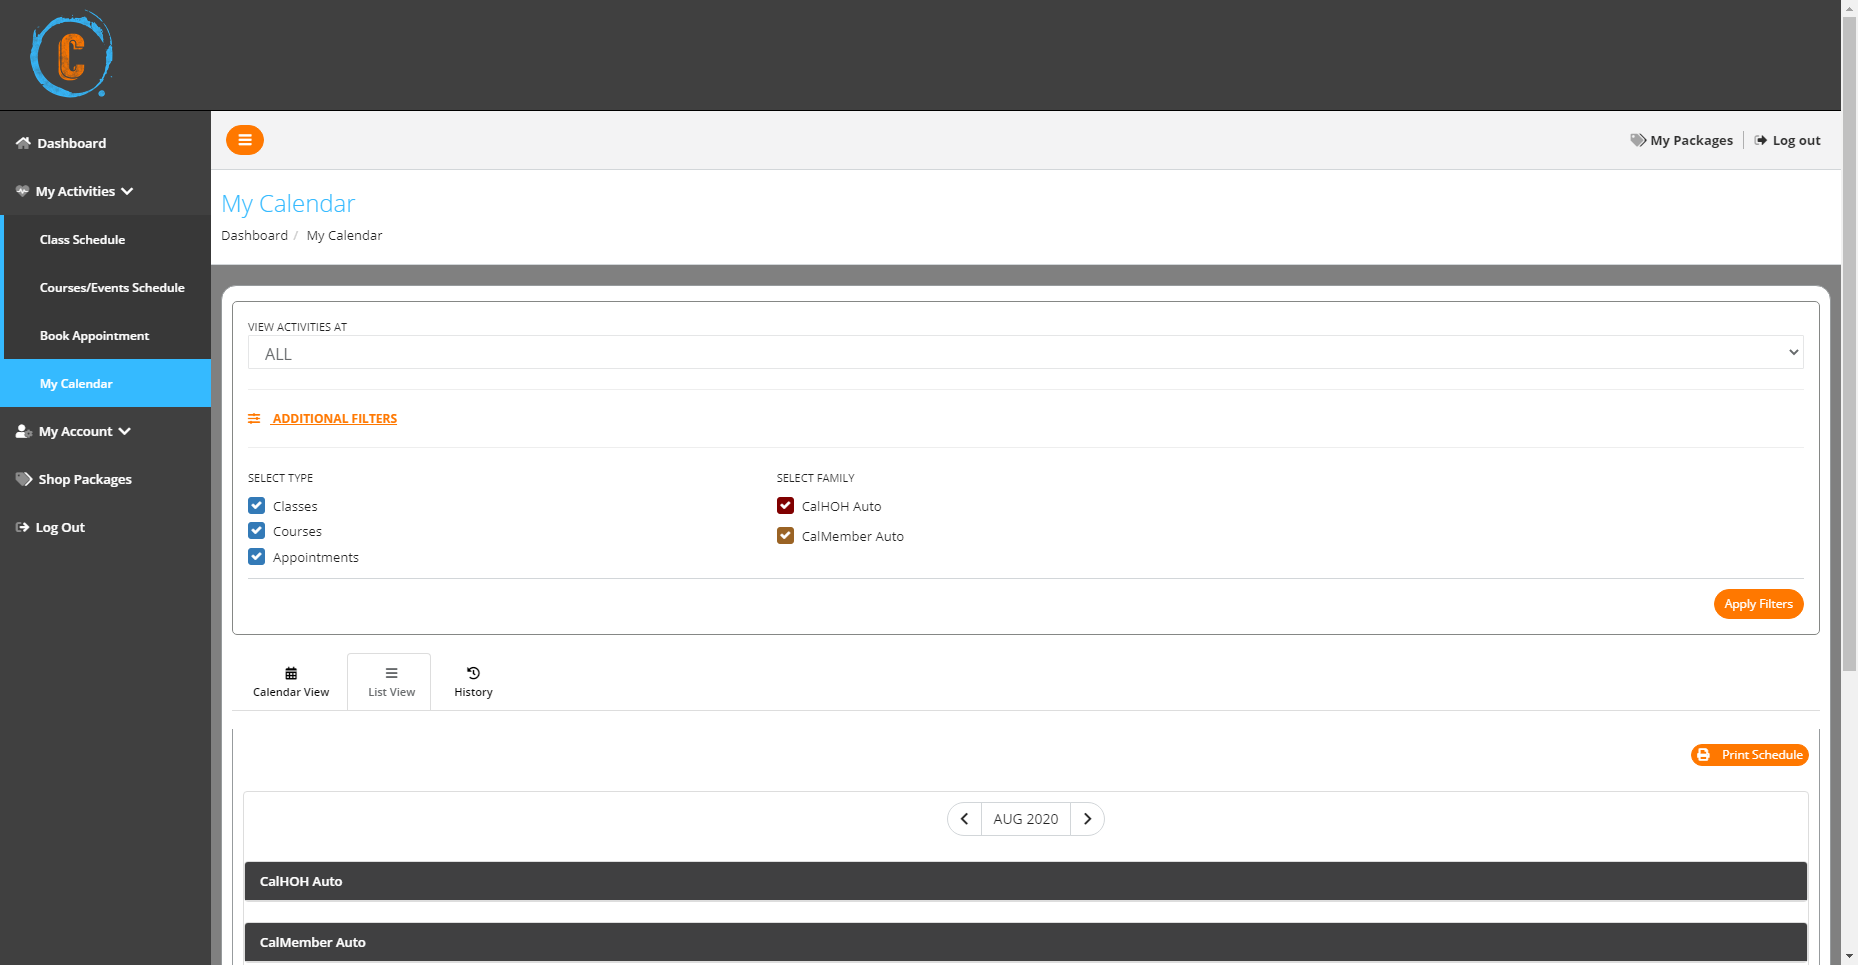 C
Dashboard
My Activities
Class Schedule
Courses/Events Schedule
Book Appointment
My Calendar
My Account
Shop Packages
Log Out
My Packages
Log out
My Calendar
Dashboard / My Calendar
VIEW ACTIVITIES AT
ALL
ADDITIONAL FILTERS
SELECT TYPE
Classes
Courses
Appointments
SELECT FAMILY
CalHOH Auto
CalMember Auto
Apply Filters
Calendar View
List View
History
Print Schedule
AUG 2020
CalHOH Auto
CalMember Auto